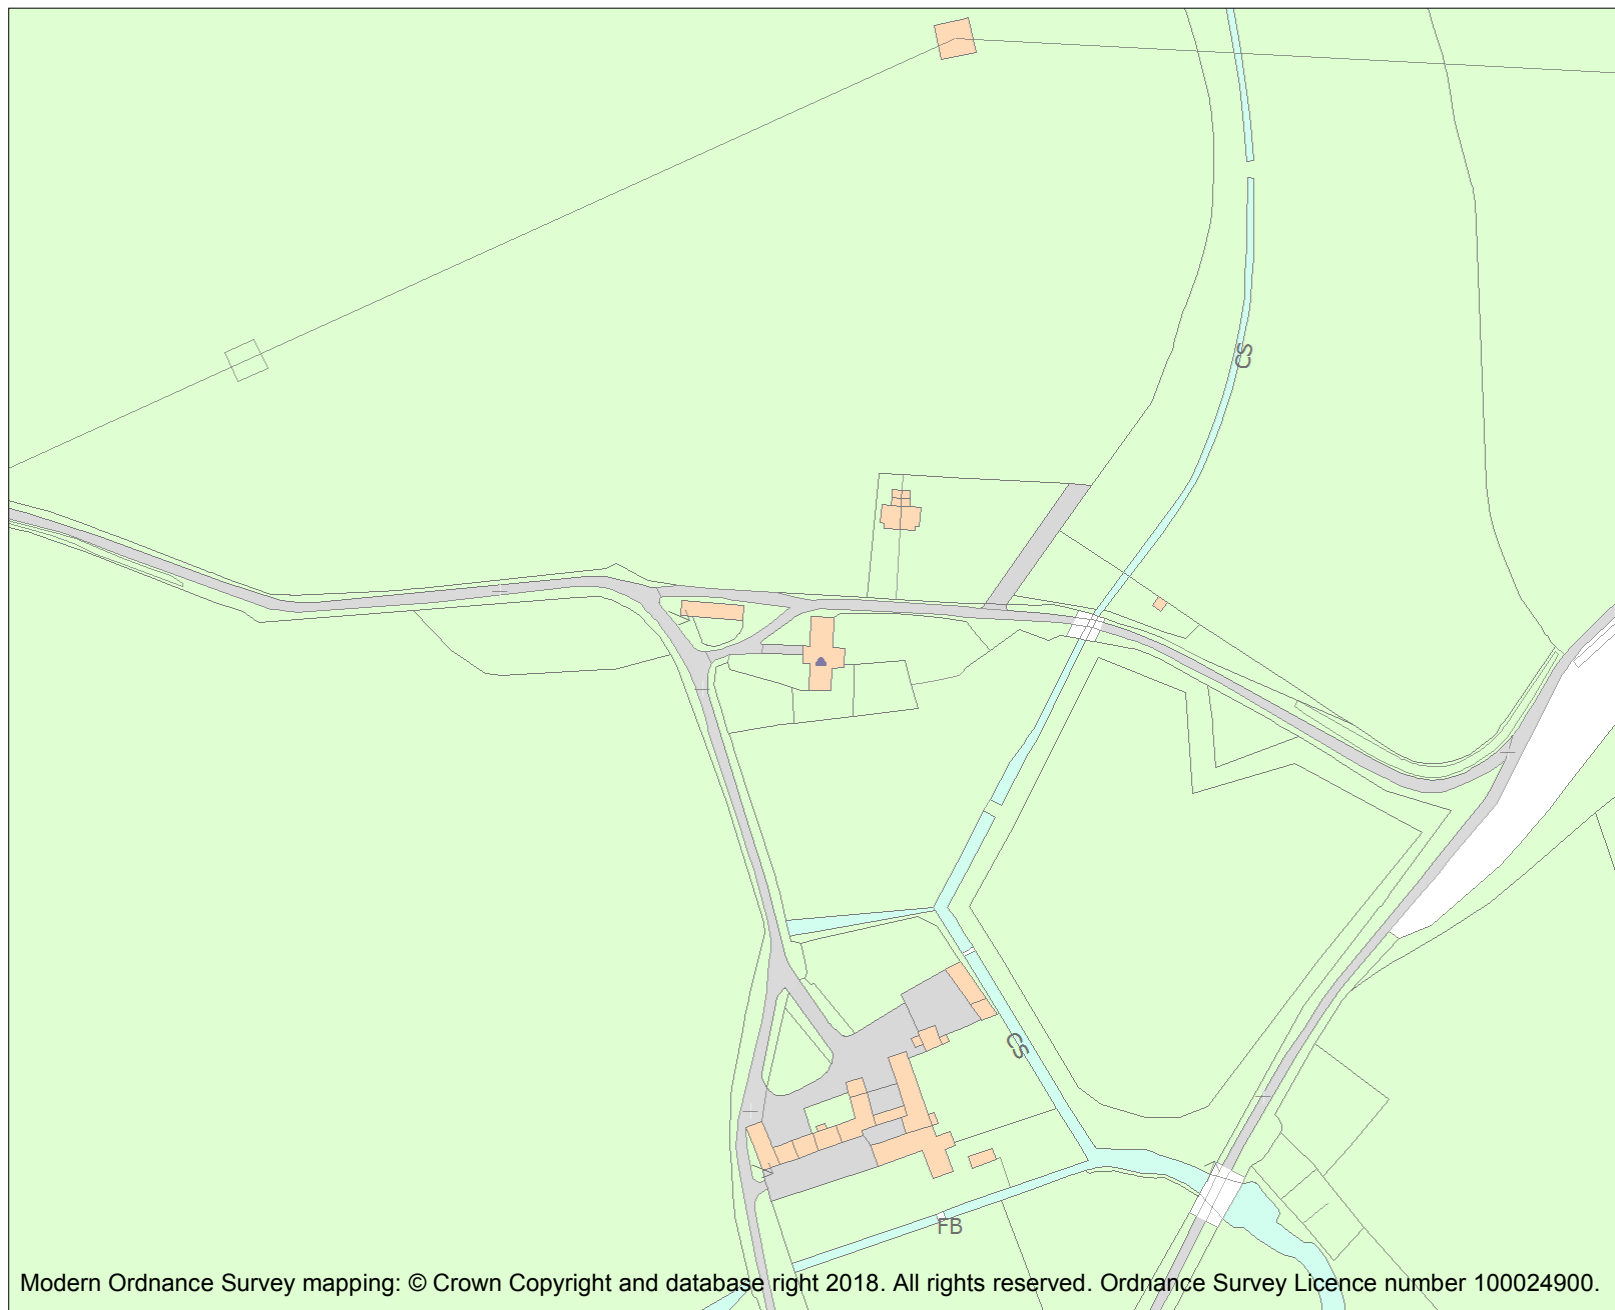 CS
CS
FB
Modern Ordnance Survey mapping: © Crown Copyright and database right 2018. All rights reserved. Ordnance Survey Licence number 100024900.